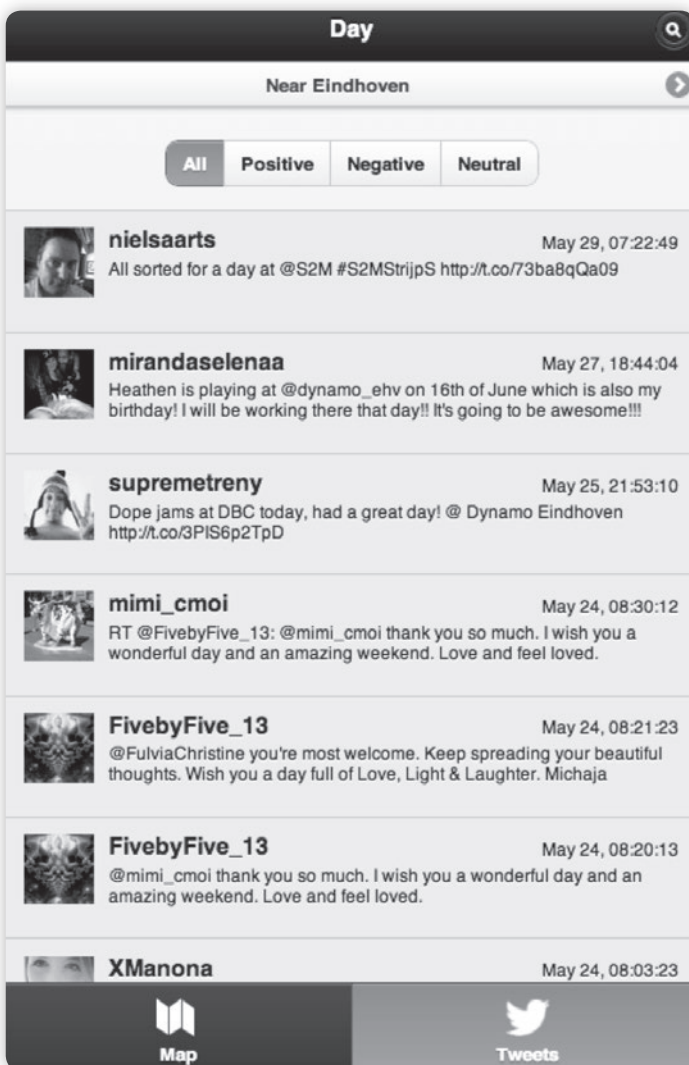 Day
Near Eindhoven
All Positive Negative Neutral
nielsaarts May 29, 07:22:49
All sorted for a day at @S2M #S2MStrijpS http://t.co/73ba8qQa09
mirandaselenaa May 27, 18:44:04
Heathen is playing at @dynamo_ehv on 16th of June which is also my
birthday! I will be working there that day!! It's going to be awesome!!!
supremetreny May 25, 21:53:10
Dope jams at DBC today, had a great day! @ Dynamo Eindhoven
http://t.co/3PIS6p2TpD
mimi_cmoi May 24, 08:30:12
RT @FivebyFive_13: @mimi_cmoi thank you so much. I wish you a
wonderful day and an amazing weekend. Love and feel loved.
FivebyFive_13 May 24, 08:21:23
@FulviaChristine you're most welcome. Keep spreading your beautiful
thoughts. Wish you a day full of Love, Light & Laughter. Michaja
FivebyFive_13 May 24, 08:20:13
@mimi_cmoi thank you so much. I wish you a wonderful day and an
amazing weekend. Love and feel loved.
XManona May 24, 08:03:23
Map Tweets